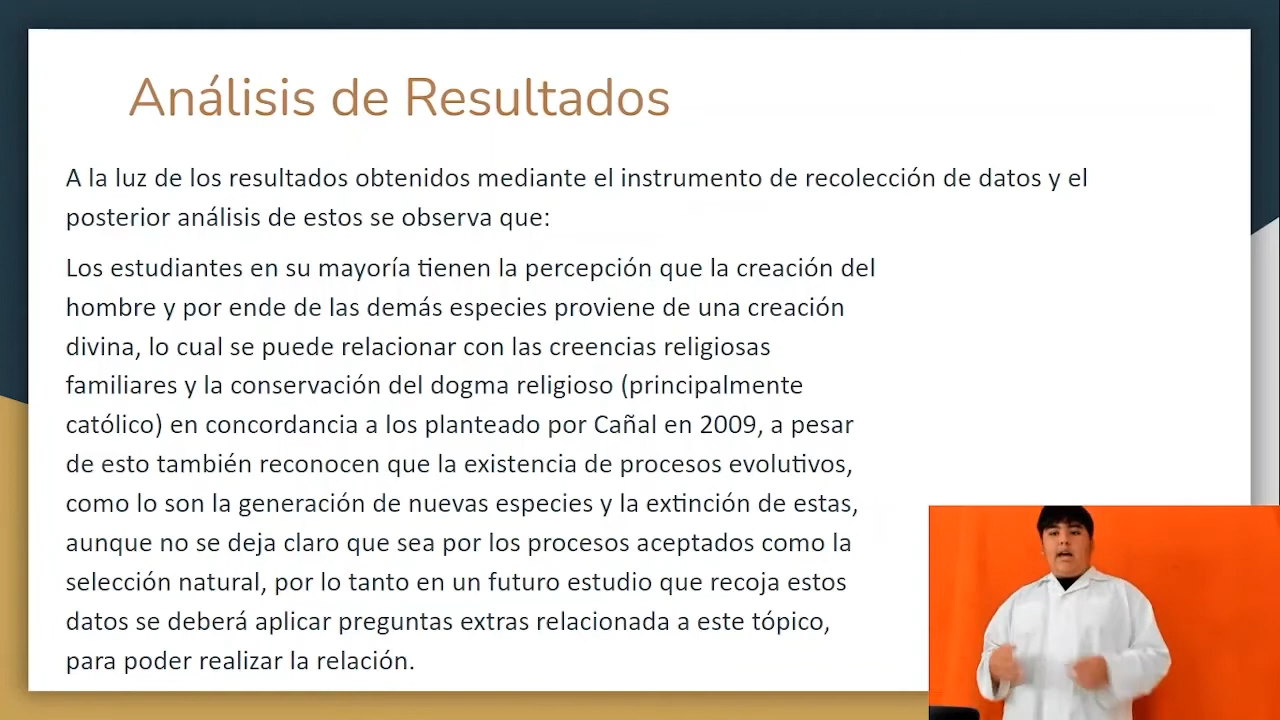 Análisis de Resultados
A la luz de los resultados obtenidos mediante el instrumento de recolección de datos y el
posterior análisis de estos se observa que:
Los estudiantes en su mayoría tienen la percepción que la creación del
hombre y por ende de las demás especies proviene de una creación
divina, lo cual se puede relacionar con las creencias religiosas
familiares y la conservación del dogma religioso (principalmente
católico) en concordancia a los planteado por Cañal en 2009, a pesar
de esto también reconocen que la existencia de procesos evolutivos,
como lo son la generación de nuevas especies y la extinción de estas,
aunque no se deja claro que sea por los procesos aceptados como la
selección natural, por lo tanto en un futuro estudio que recoja estos
datos se deberá aplicar preguntas extras relacionada a este tópico,
para poder realizar la relación.